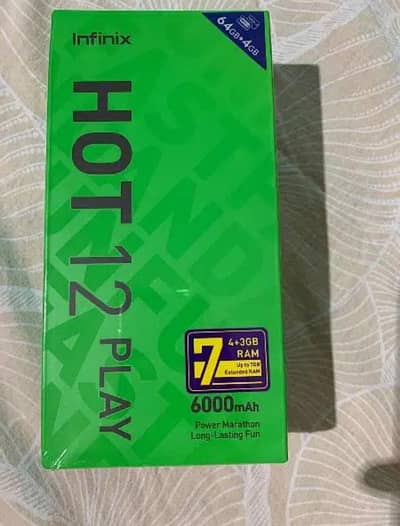 Infinix
64GB+4GB
HOT 12 PLAY
7
4+3GB
RAM
Up to 7GB
Extended RAM
6000mAh
Power Marathon
Long-Lasting Fun